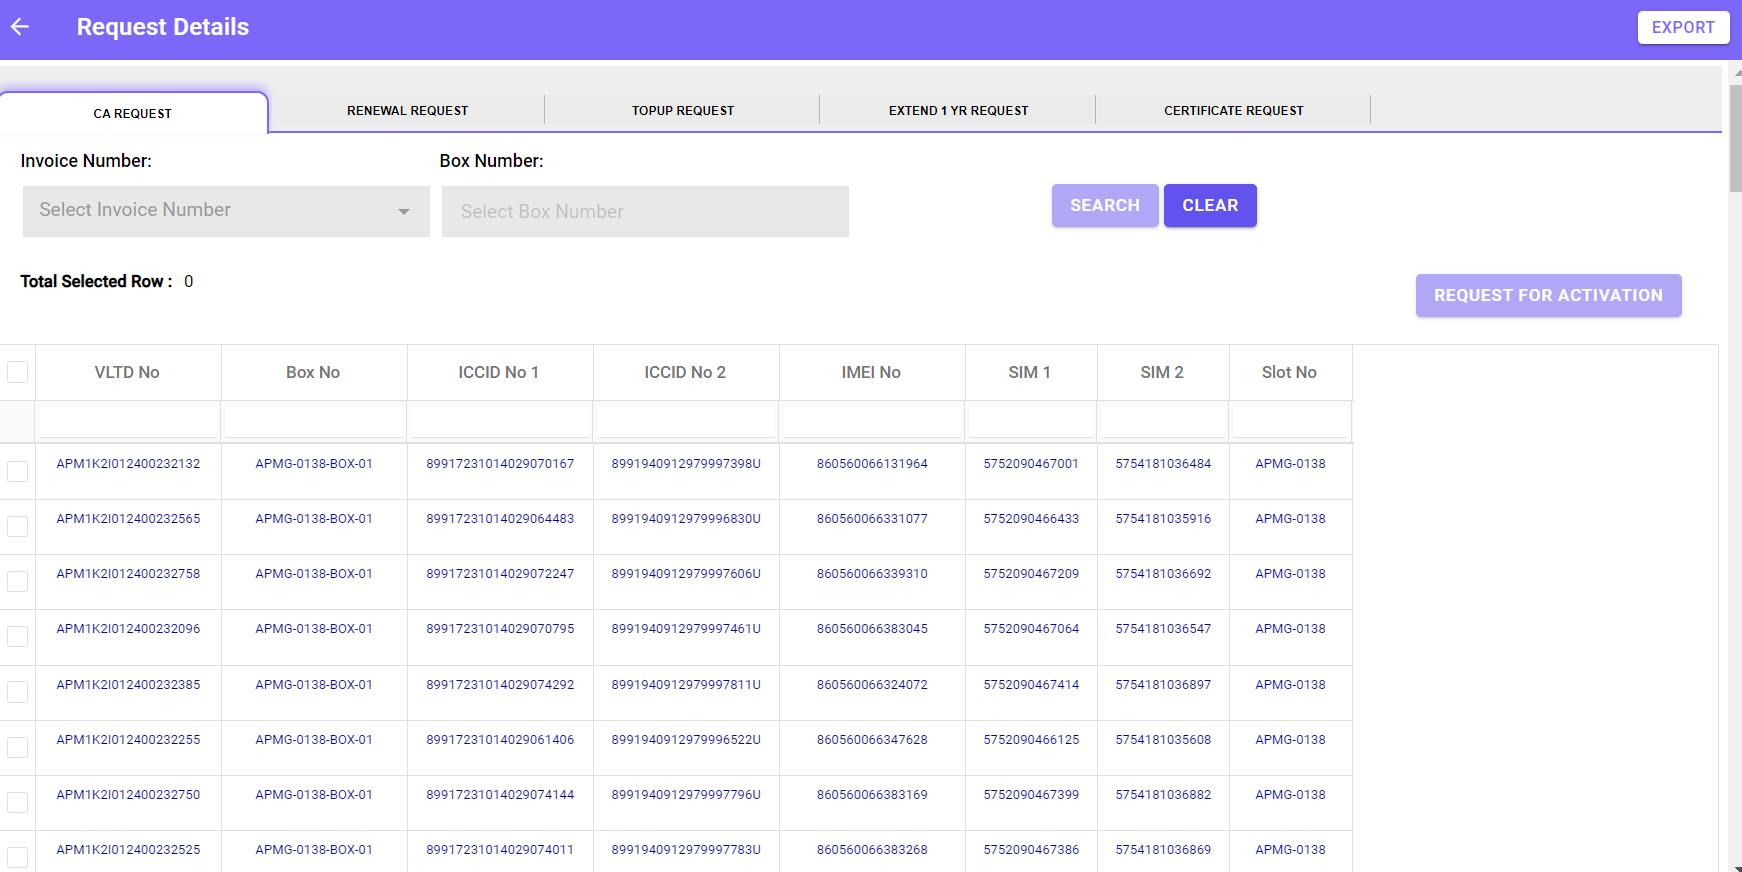 Request Details
EXPORT
CA REQUEST RENEWAL REQUEST TOPUP REQUEST EXTEND 1 YR REQUEST CERTIFICATE REQUEST
Invoice Number: Box Number:
Select Invoice Number Select Box Number SEARCH CLEAR
Total Selected Row : 0
REQUEST FOR ACTIVATION
VLTD No Box No ICCID No 1 ICCID No 2 IMEI No SIM 1 SIM 2 Slot No
APM1K2I012400232132 APMG-0138-BOX-01 89917231014029070167 8991940912979997398U 860560066131964 5752090467001 5754181036484 APMG-0138
APM1K2I012400232565 APMG-0138-BOX-01 89917231014029064483 8991940912979996830U 860560066331077 5752090466433 5754181035916 APMG-0138
APM1K2I012400232758 APMG-0138-BOX-01 89917231014029072247 8991940912979997606U 860560066339310 5752090467209 5754181036692 APMG-0138
APM1K2I012400232096 APMG-0138-BOX-01 89917231014029070795 8991940912979997461U 860560066383045 5752090467064 5754181036547 APMG-0138
APM1K2I012400232385 APMG-0138-BOX-01 89917231014029074292 8991940912979997811U 860560066324072 5752090467414 5754181036897 APMG-0138
APM1K2I012400232255 APMG-0138-BOX-01 89917231014029061406 8991940912979996522U 860560066347628 5752090466125 5754181035608 APMG-0138
APM1K2I012400232750 APMG-0138-BOX-01 89917231014029074144 8991940912979997796U 860560066383169 5752090467399 5754181036882 APMG-0138
APM1K2I012400232525 APMG-0138-BOX-01 89917231014029074011 8991940912979997783U 860560066383268 5752090467386 5754181036869 APMG-0138